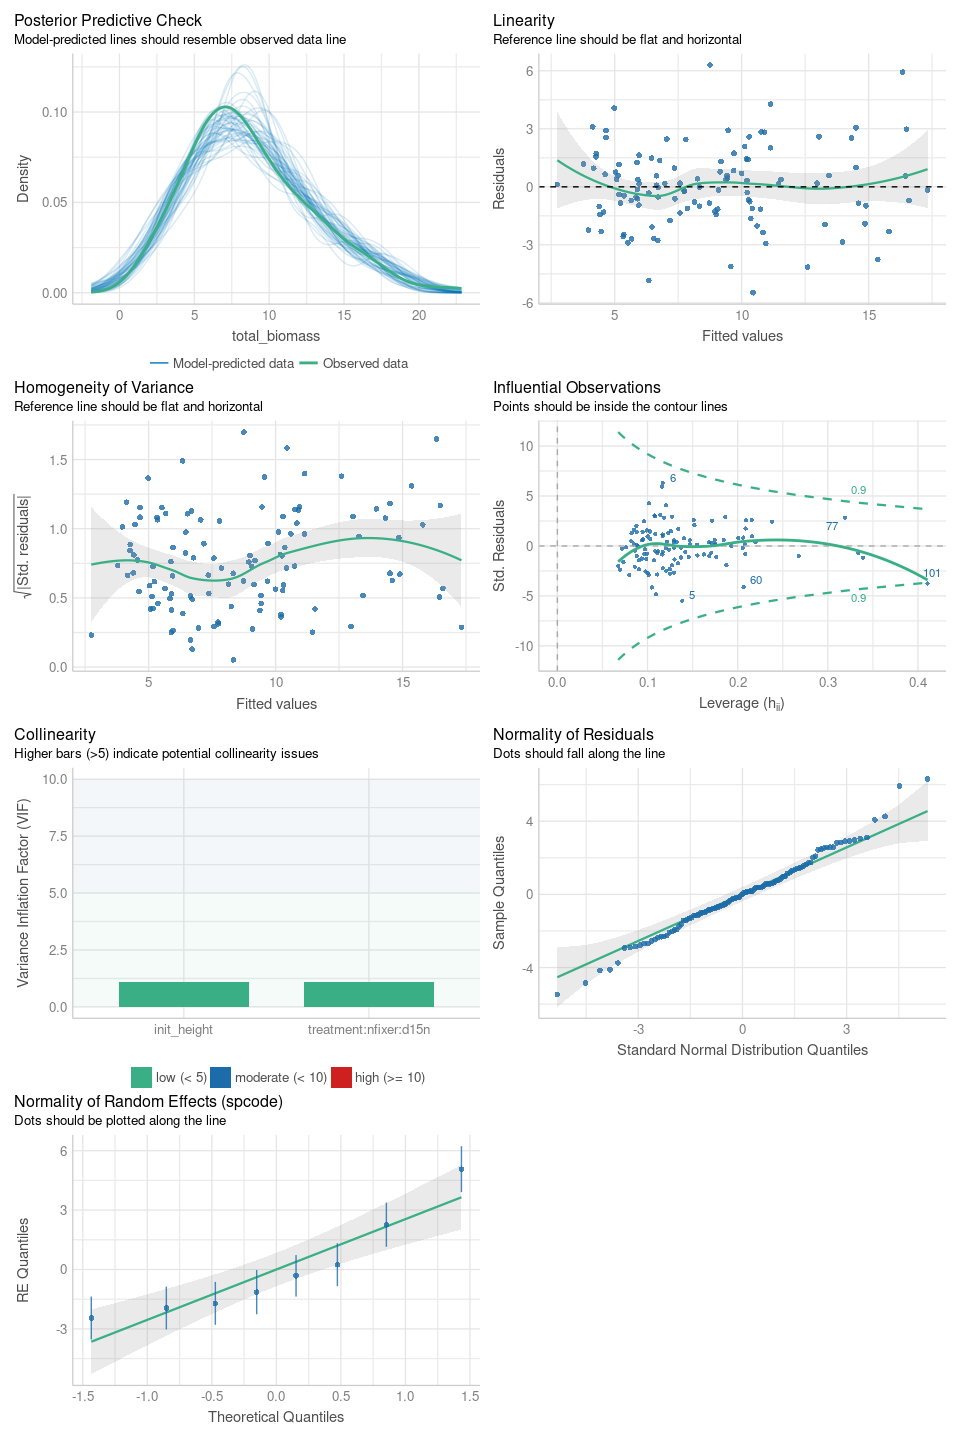 Posterior Predictive Check
Model-predicted lines should resemble observed data line
0.10
0.05
0.00
Density
0
5
10
15
20
total_biomass
Model-predicted data
Observed data
Linearity
Reference line should be flat and horizontal
6
3
0
-3
-6
Residuals
5
10
15
Fitted values
Homogeneity of Variance
Reference line should be flat and horizontal
1.5
1.0
0.5
0.0
√|Std. residuals|
5
10
15
Fitted values
Influential Observations
Points should be inside the contour lines
10
5
0
-5
-10
Std. Residuals
6
0.9
77
101
60
5
0.9
0.0
0.1
0.2
0.3
0.4
Leverage (hii)
Collinearity
Higher bars (>5) indicate potential collinearity issues
10.0
7.5
5.0
2.5
0.0
Variance Inflation Factor (VIF)
init_height
treatment:nfixer:d15n
low (< 5)
moderate (< 10)
high (>= 10)
Normality of Residuals
Dots should fall along the line
4
0
-4
Sample Quantiles
-3
0
3
Standard Normal Distribution Quantiles
Normality of Random Effects (spcode)
Dots should be plotted along the line
6
3
0
-3
RE Quantiles
-1.5
-1.0
-0.5
0.0
0.5
1.0
1.5
Theoretical Quantiles